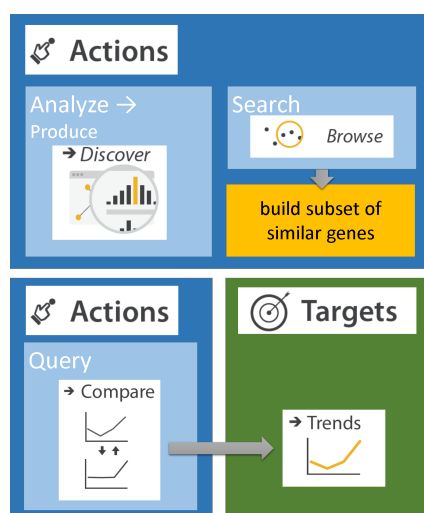 Actions
Analyze →
Produce
→ Discover
Search
Browse
build subset of
similar genes
Actions
Query
→ Compare
Targets
→ Trends